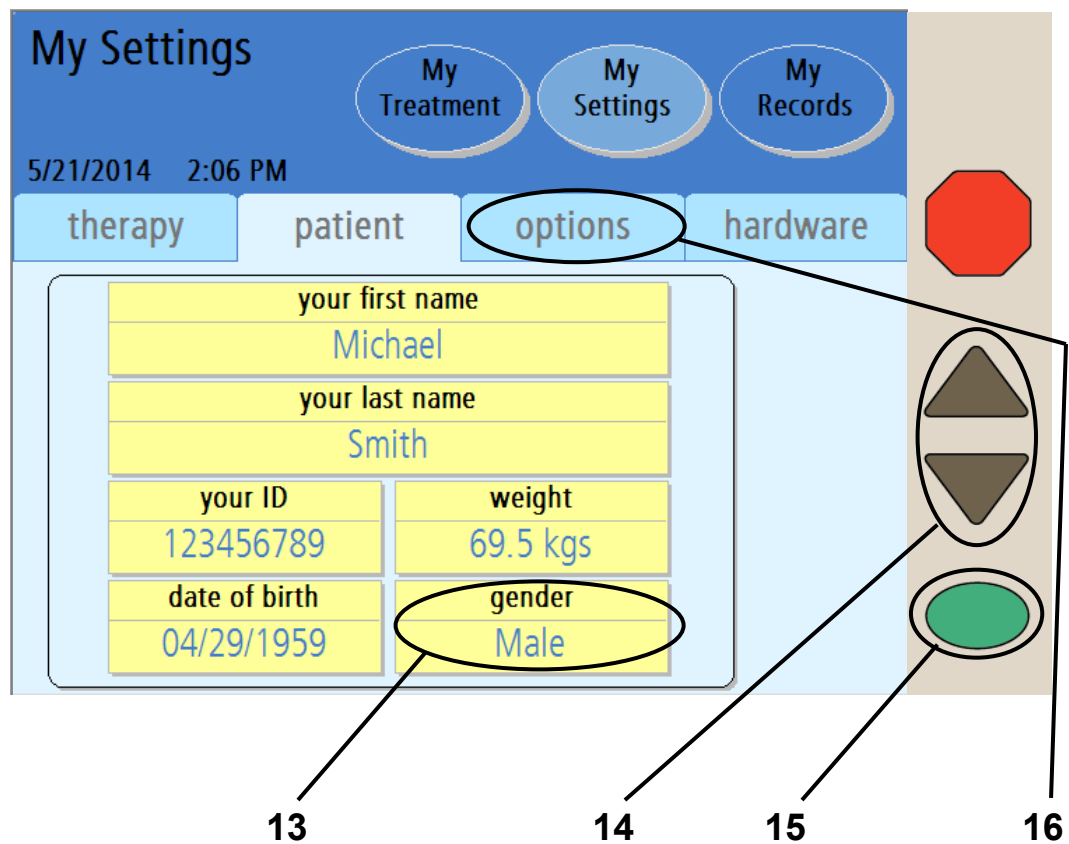 My Settings
My
Treatment
My
Settings
My
Records
5/21/2014 2:06 PM
therapy patient options hardware
your first name
Michael
your last name
Smith
your ID weight
123456789 69.5 kgs
date of birth gender
04/29/1959 Male
13 14 15 16